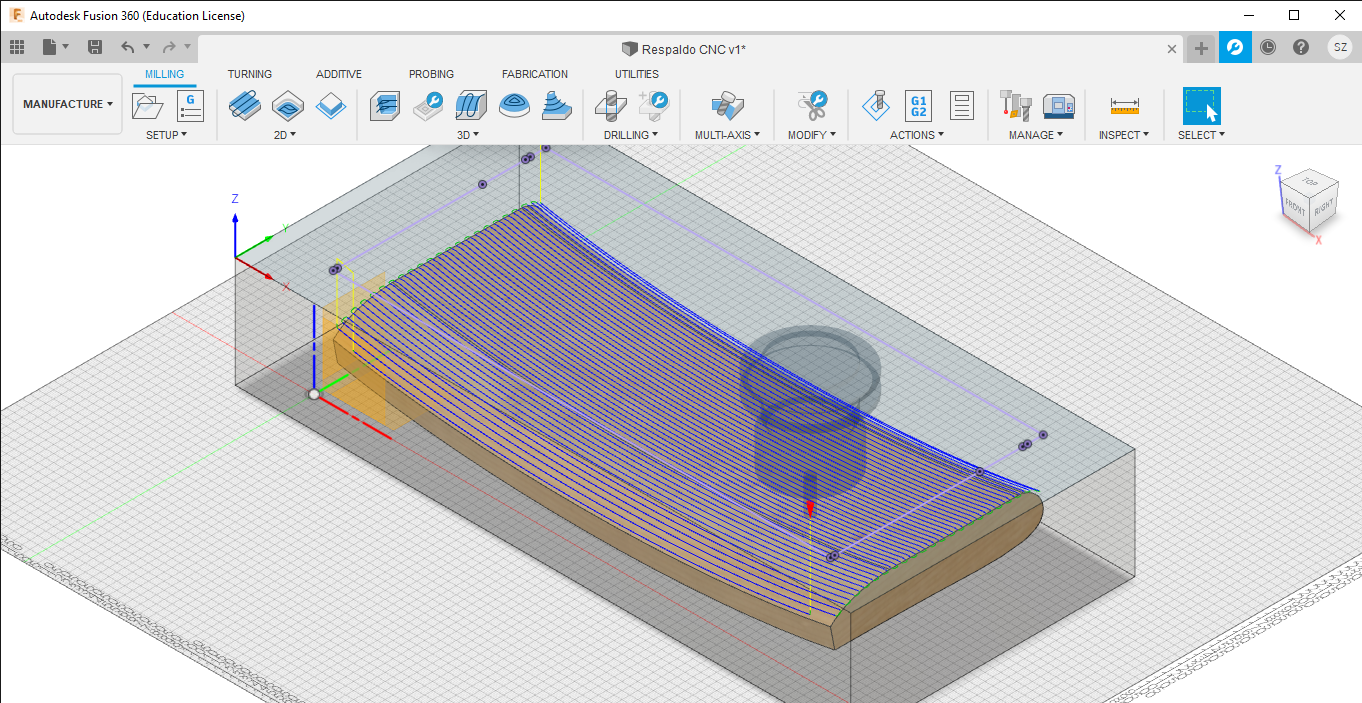 Autodesk Fusion 360 (Education License)
Respaldo CNC v1*
SZ
MILLING TURNING ADDITIVE PROBING FABRICATION UTILITIES
MANUFACTURE
G
G1
G2
SETUP 2D 3D DRILLING MULTI-AXIS MODIFY ACTIONS MANAGE INSPECT SELECT
Z
Y
X
Z
TOP
FRONT
RIGHT
X